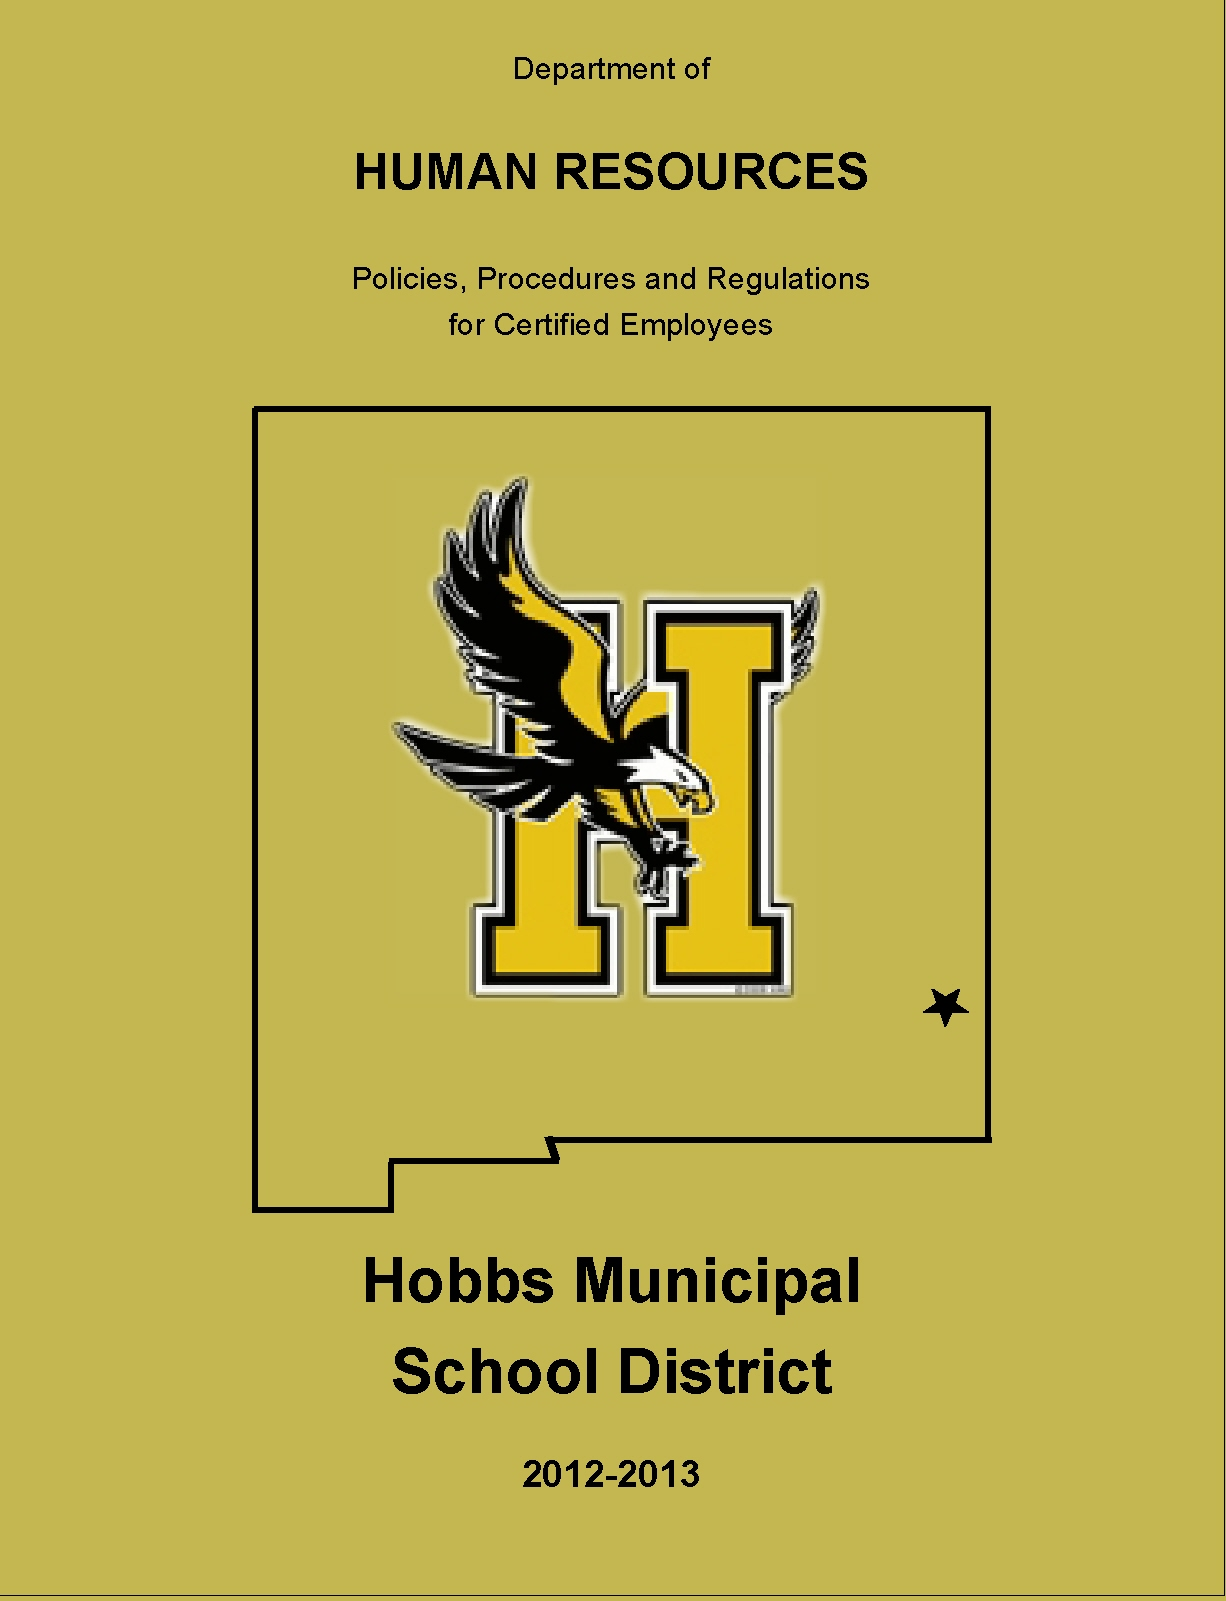 Department of
HUMAN RESOURCES
Policies, Procedures and Regulations
for Certified Employees
H
Hobbs Municipal
School District
2012-2013